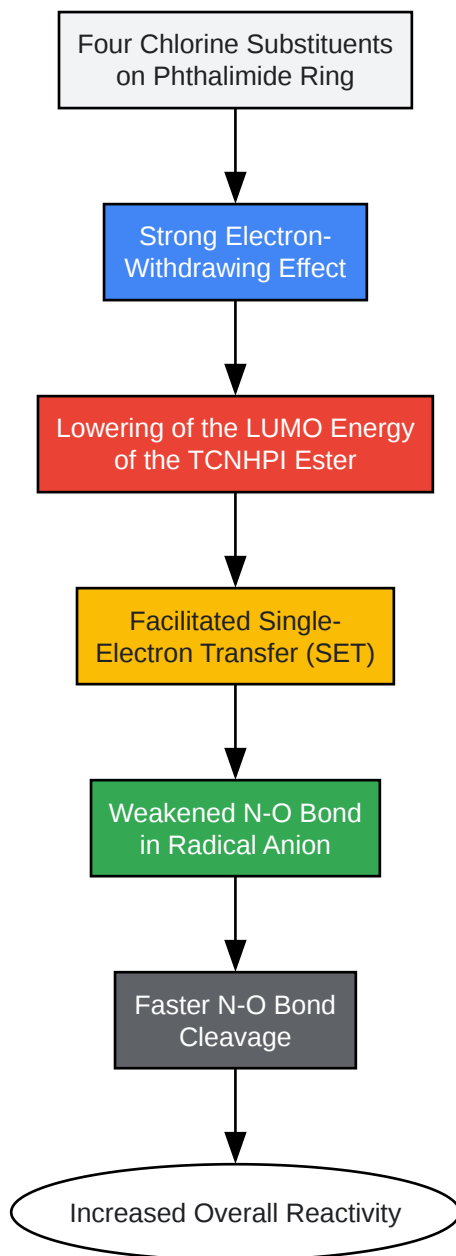 Four Chlorine Substituents
on Phthalimide Ring
Strong Electron-
Withdrawing Effect
Lowering of the LUMO Energy
of the TCNHPI Ester
Facilitated Single-
Electron Transfer (SET)
Weakened N-O Bond
in Radical Anion
Faster N-O Bond
Cleavage
Increased Overall Reactivity